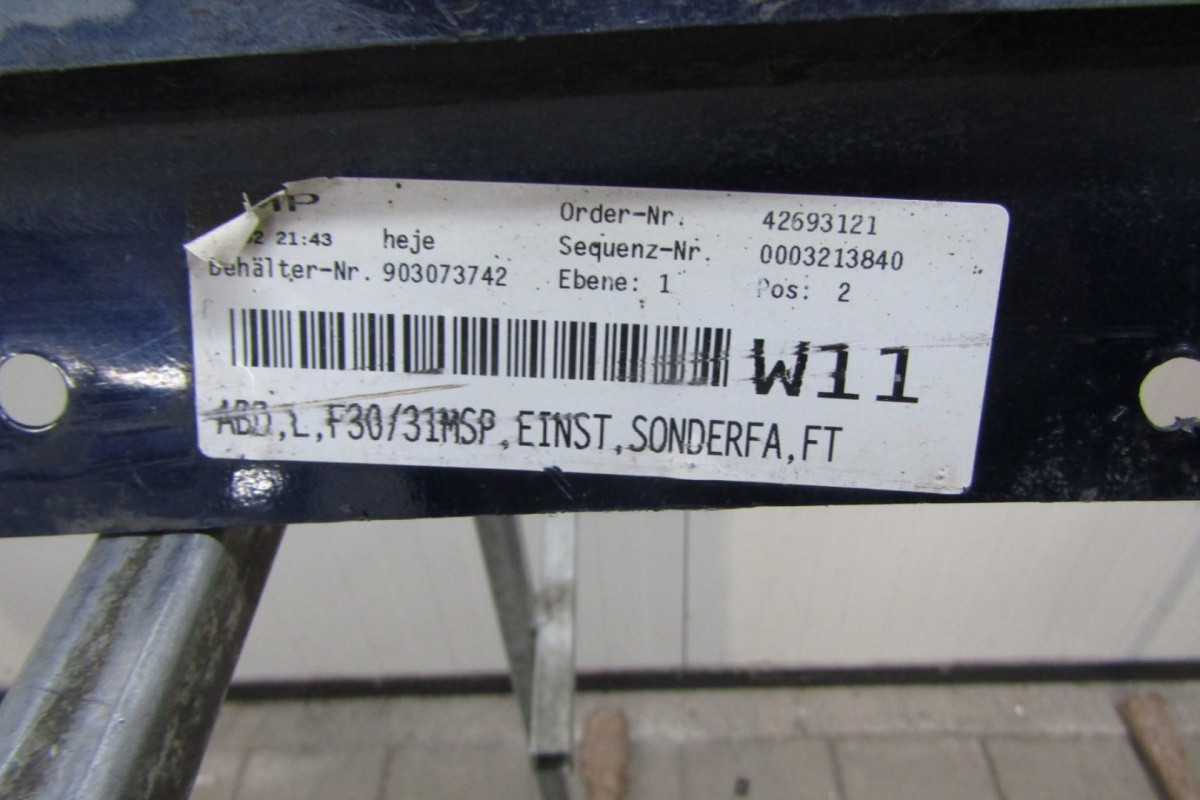 Order-Nr. 42693121
21:43 heje Sequenz-Nr. 0003213840
Behälter-Nr. 903073742 Ebene: 1 Pos: 2
W11
ABD,L,F30/31MSP,EINST,SONDERFA,FT